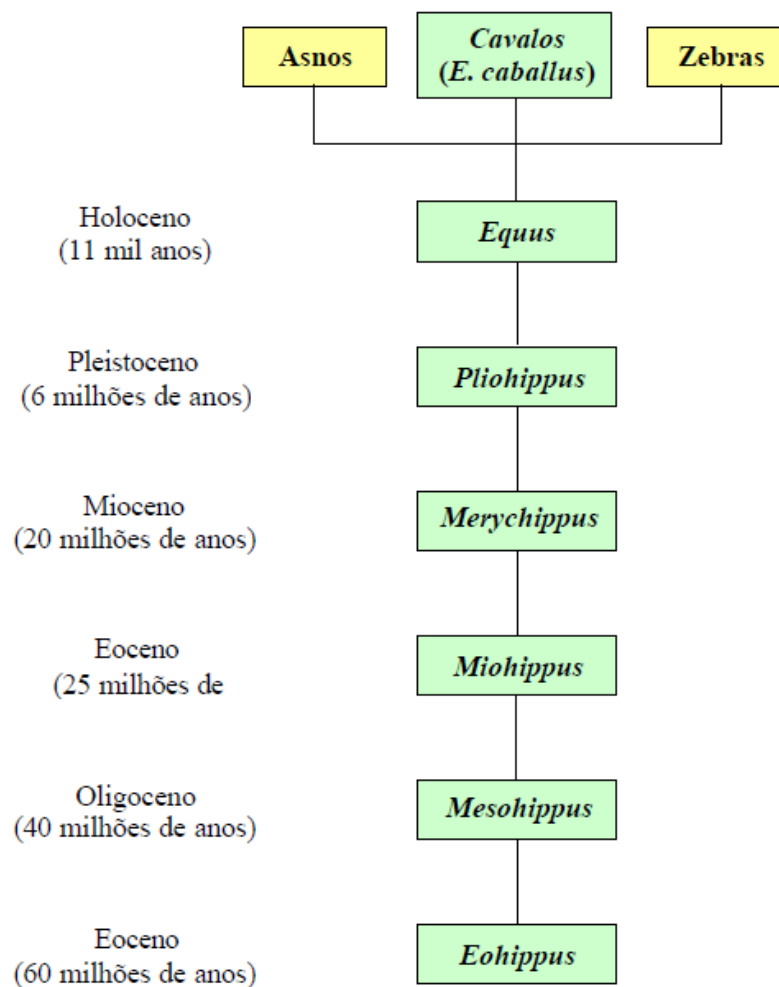 Asnos
Cavalos
(E. caballus)
Zebras
Holoceno
(11 mil anos)
Equus
Pleistoceno
(6 milhões de anos)
Pliohippus
Mioceno
(20 milhões de anos)
Merychippus
Eoceno
(25 milhões de
Miohippus
Oligoceno
(40 milhões de anos)
Mesohippus
Eoceno
(60 milhões de anos)
Eohippus